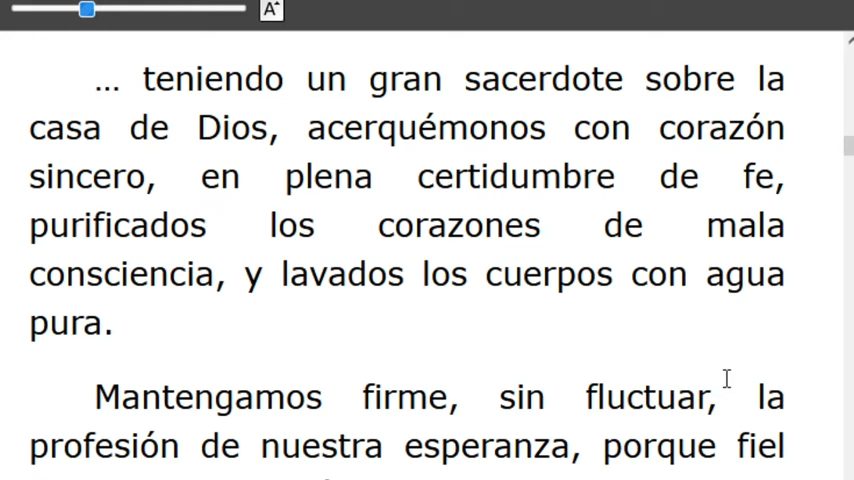 A
… teniendo un gran sacerdote sobre la
casa de Dios, acerquémonos con corazón
sincero, en plena certidumbre de fe,
purificados los corazones de mala
consciencia, y lavados los cuerpos con agua
pura.
Mantengamos firme, sin fluctuar, la
profesión de nuestra esperanza, porque fiel